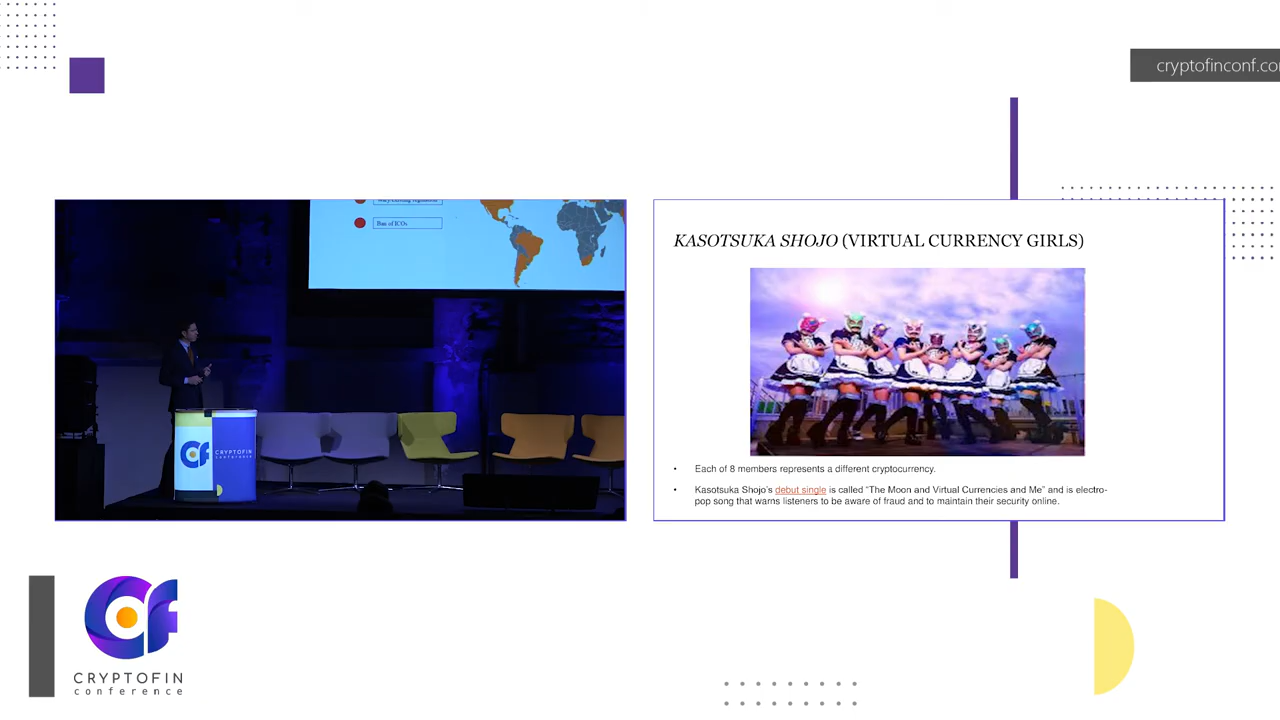 cryptofinconf.co
Ban of ICOs
CRYPTOFIN
conference
KASOTSUKA SHOJO (VIRTUAL CURRENCY GIRLS)
• Each of 8 members represents a different cryptocurrency.
• Kasotsuka Shojo's debut single is called “The Moon and Virtual Currencies and Me” and is electro-
pop song that warns listeners to be aware of fraud and to maintain their security online.
CRYPTOFIN
conference